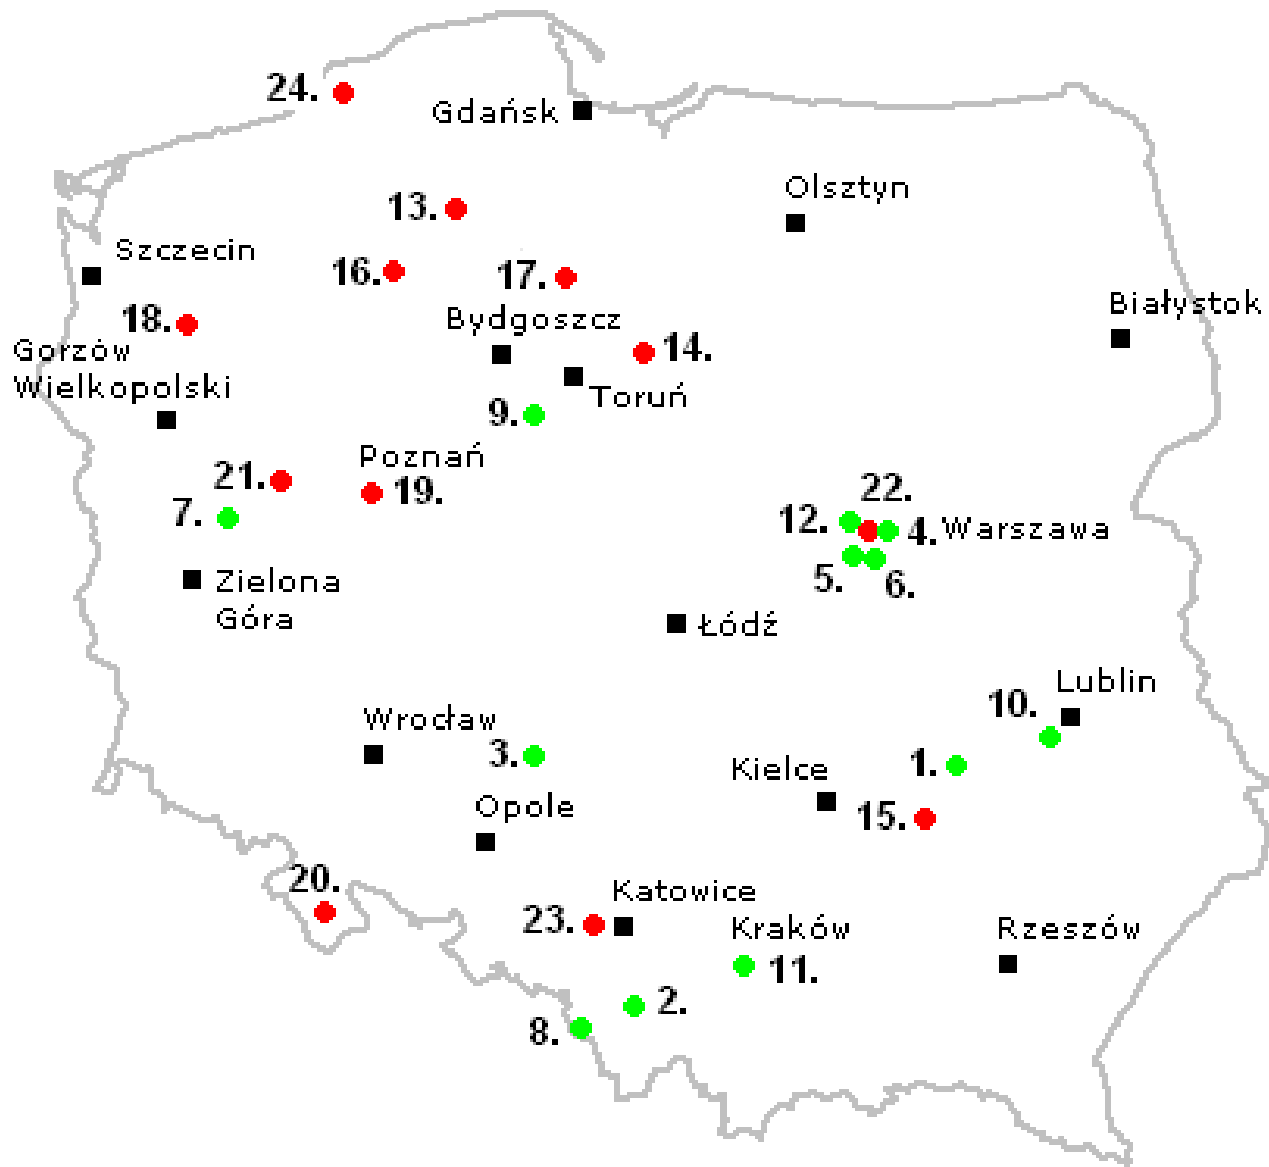 24.
Gdańsk
Olsztyn
13.
Szczecin
16.
17.
Białystok
18.
Bydgoszcz
14.
Gorzów
Wielkopolski
Toruń
9.
Poznań
21.
19.
22.
7.
12.
4.
Warszawa
5.
6.
Zielona
Góra
Łódź
Lublin
10.
Wrocław
3.
Kielce
1.
Opole
15.
20.
Katowice
23.
Kraków
Rzeszów
11.
2.
8.